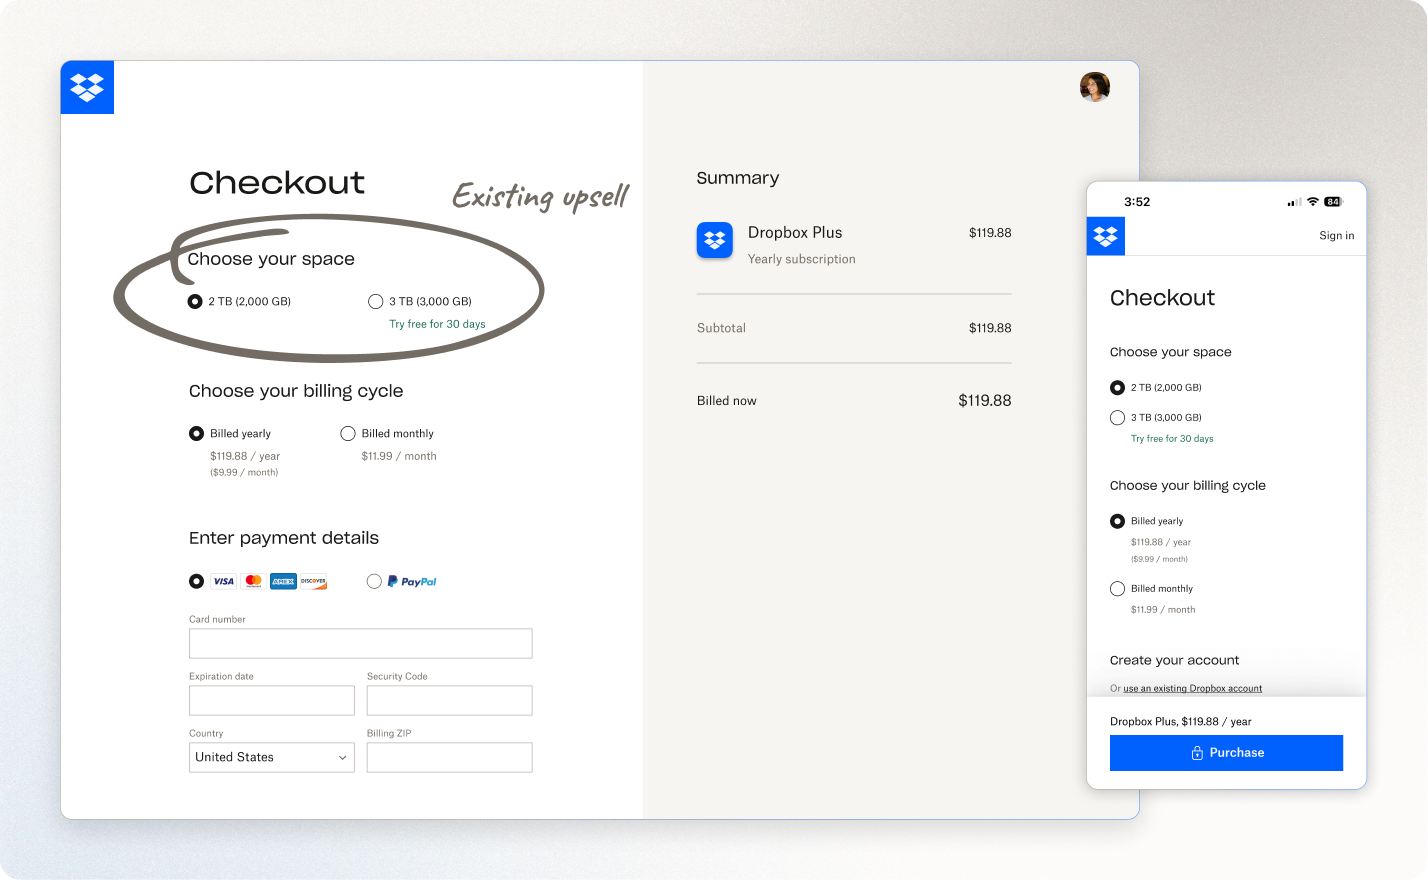 Checkout
Existing upsell
Choose your space
2 TB (2,000 GB)
3 TB (3,000 GB)
Try free for 30 days
Choose your billing cycle
Billed yearly
$119.88 / year
($9.99 / month)
Billed monthly
$11.99 / month
Enter payment details
VISA
mastercard
AMEX
DISCOVER
PayPal
Card number
Expiration date
Security Code
Country
United States
Billing ZIP
Summary
Dropbox Plus
$119.88
Yearly subscription
Subtotal
$119.88
Billed now
$119.88
3:52
84
Sign in
Checkout
Choose your space
2 TB (2,000 GB)
3 TB (3,000 GB)
Try free for 30 days
Choose your billing cycle
Billed yearly
$119.88 / year
($9.99 / month)
Billed monthly
$11.99 / month
Create your account
Or use an existing Dropbox account
Dropbox Plus, $119.88 / year
Purchase